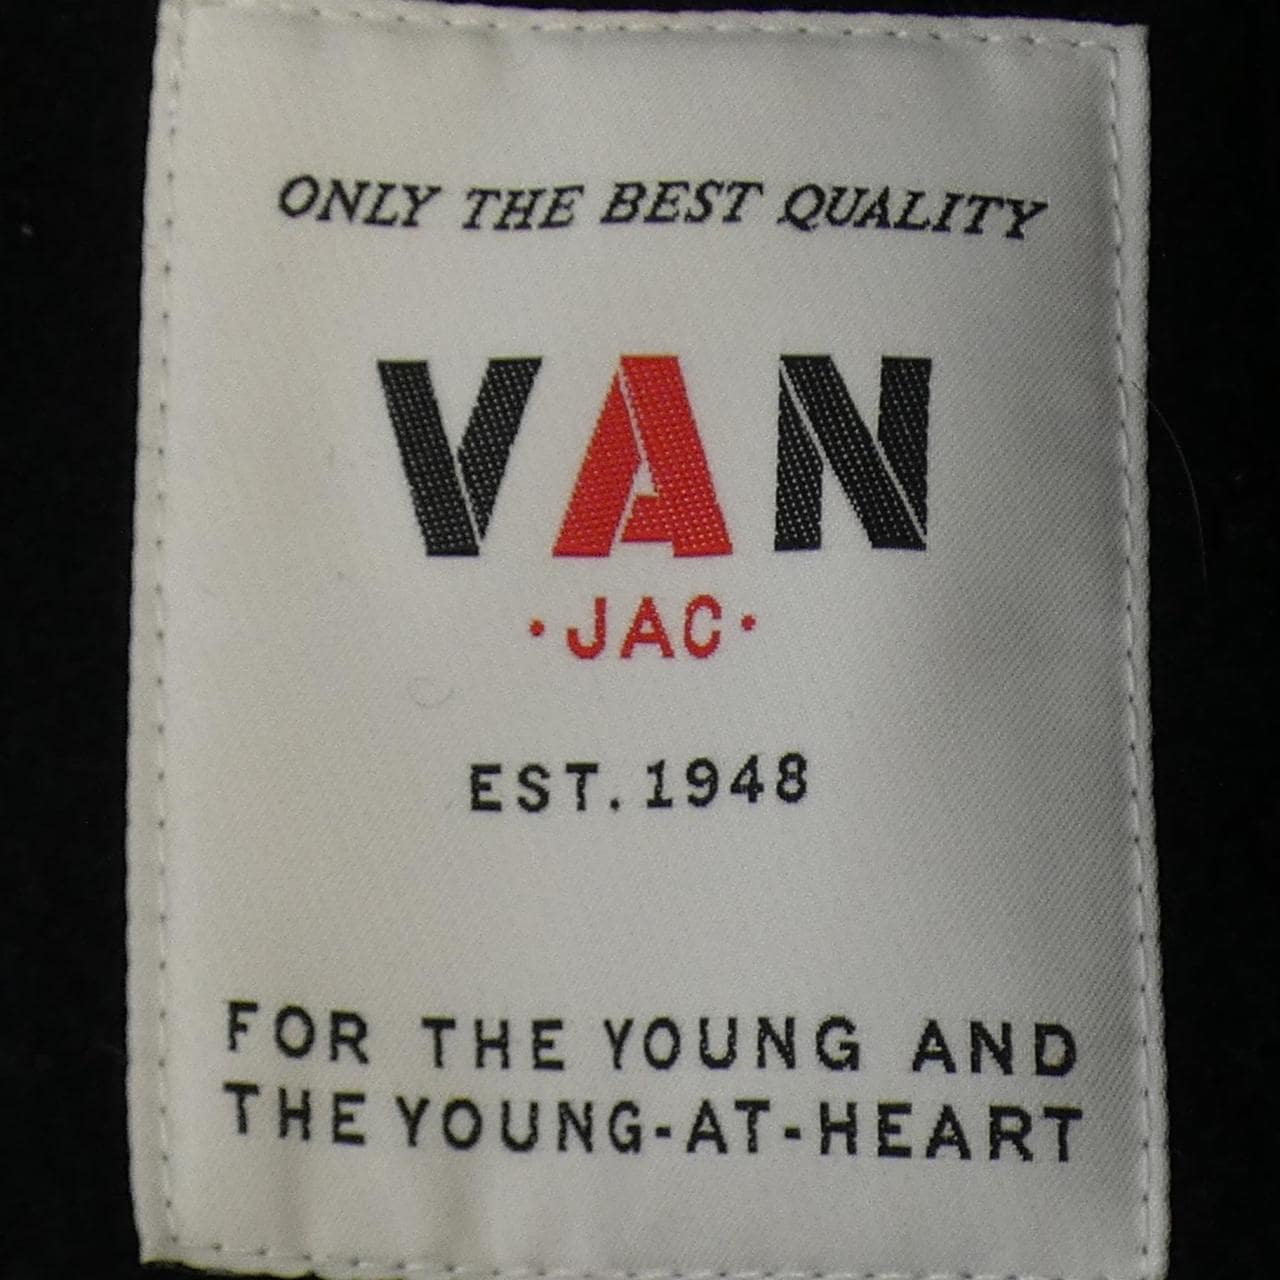 ONLY THE BEST QUALITY
VAN
·JAC·
EST. 1948
FOR THE YOUNG AND
THE YOUNG-AT-HEART